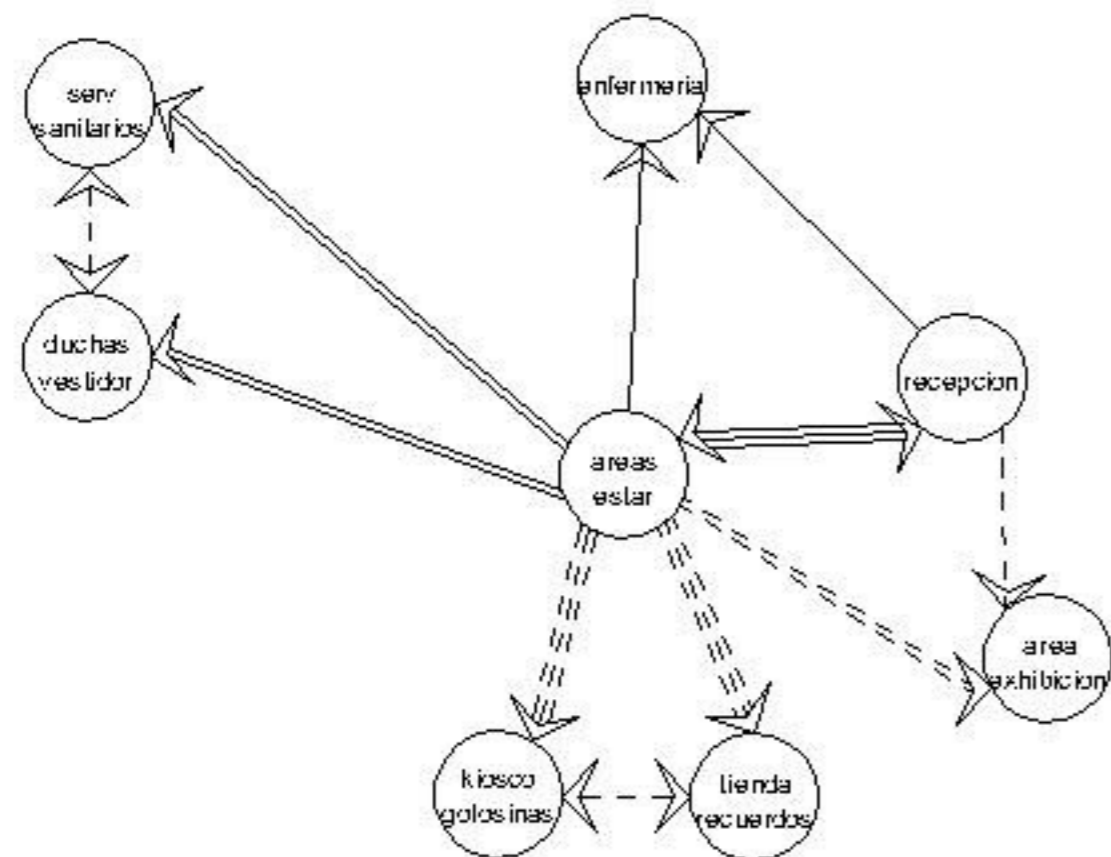 serv
sanitarios
enfermeria
duchas
vestidor
recepcion
areas
estar
area
exhibicion
kiosco
golosinas
tienda
recuerdos